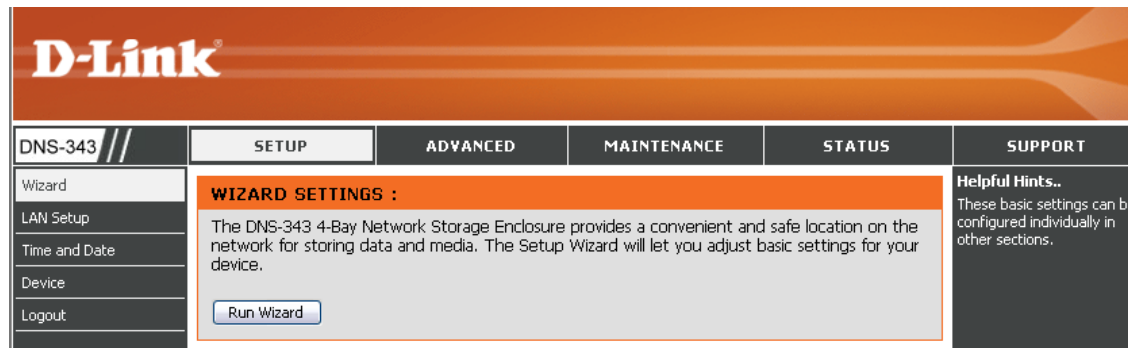 D-Link®
DNS-343 ///
SETUP
ADVANCED
MAINTENANCE
STATUS
SUPPORT
Wizard
LAN Setup
Time and Date
Device
Logout
WIZARD SETTINGS :
The DNS-343 4-Bay Network Storage Enclosure provides a convenient and safe location on the
network for storing data and media. The Setup Wizard will let you adjust basic settings for your
device.
Run Wizard
Helpful Hints..
These basic settings can b
configured individually in
other sections.